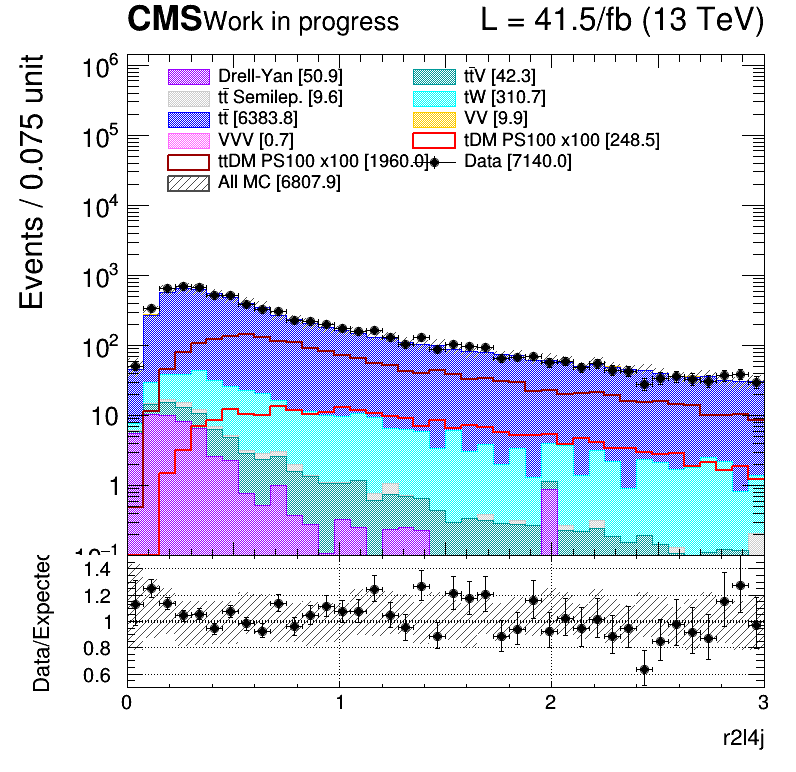 CMS Work in progress L = 41.5/fb (13 TeV)
Events / 0.075 unit
10⁶
10⁵
10⁴
10³
10²
10
1
10⁻¹
Drell-Yan [50.9] tt̄V [42.3]
tt̄ Semilep. [9.6] tW [310.7]
tt̄ [6383.8] VV [9.9]
VVV [0.7] tDM PS100 x100 [248.5]
ttDM PS100 x100 [1960.0] Data [7140.0]
All MC [6807.9]
Data/Expected
1.4
1.2
1
0.8
0.6
0 1 2 3
r2l4j